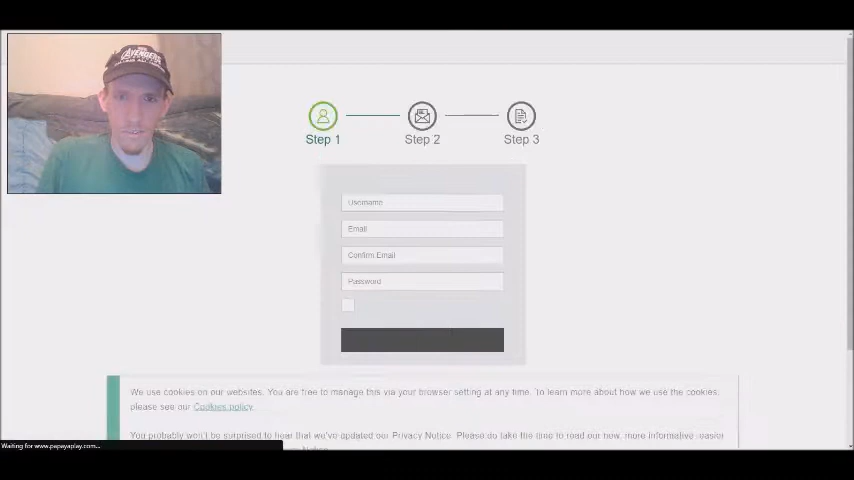 AVENGERS
Step 1
Step 2
Step 3
Username
Email
Confirm Email
Password
We use cookies on our websites. You are free to manage this via your browser setting at any time. To learn more about how we use the cookies,
please see our Cookies policy
You probably won't be surprised to hear that we've updated our Privacy Notice. Please do take the time to read our new, more informative, easier
Waiting for www.papayaplay.com...